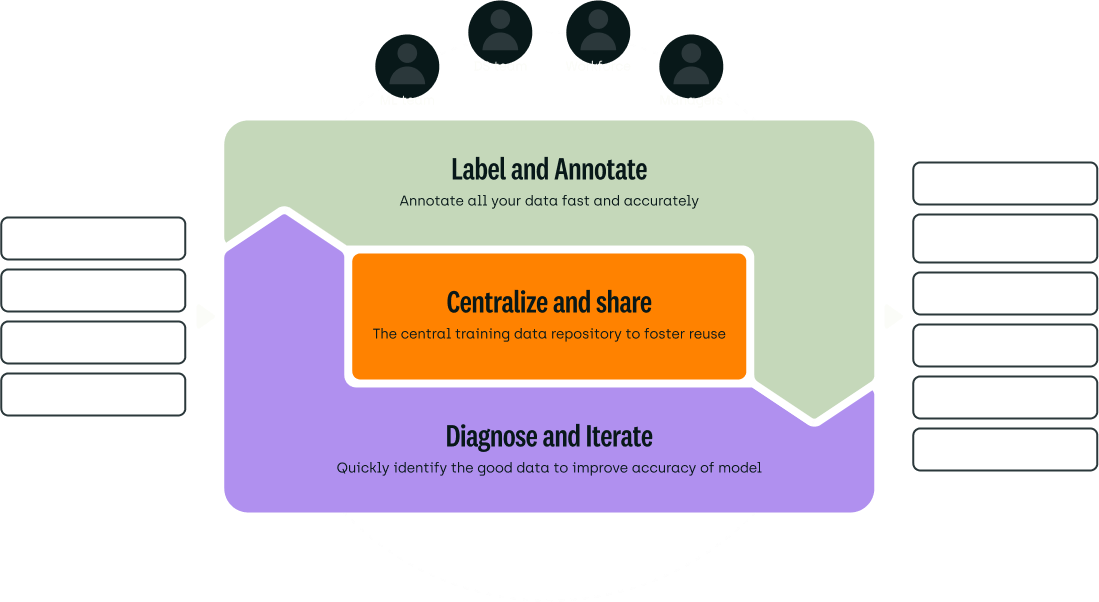 Label and Annotate
Annotate all your data fast and accurately
Centralize and share
The central training data repository to foster reuse
Diagnose and Iterate
Quickly identify the good data to improve accuracy of model